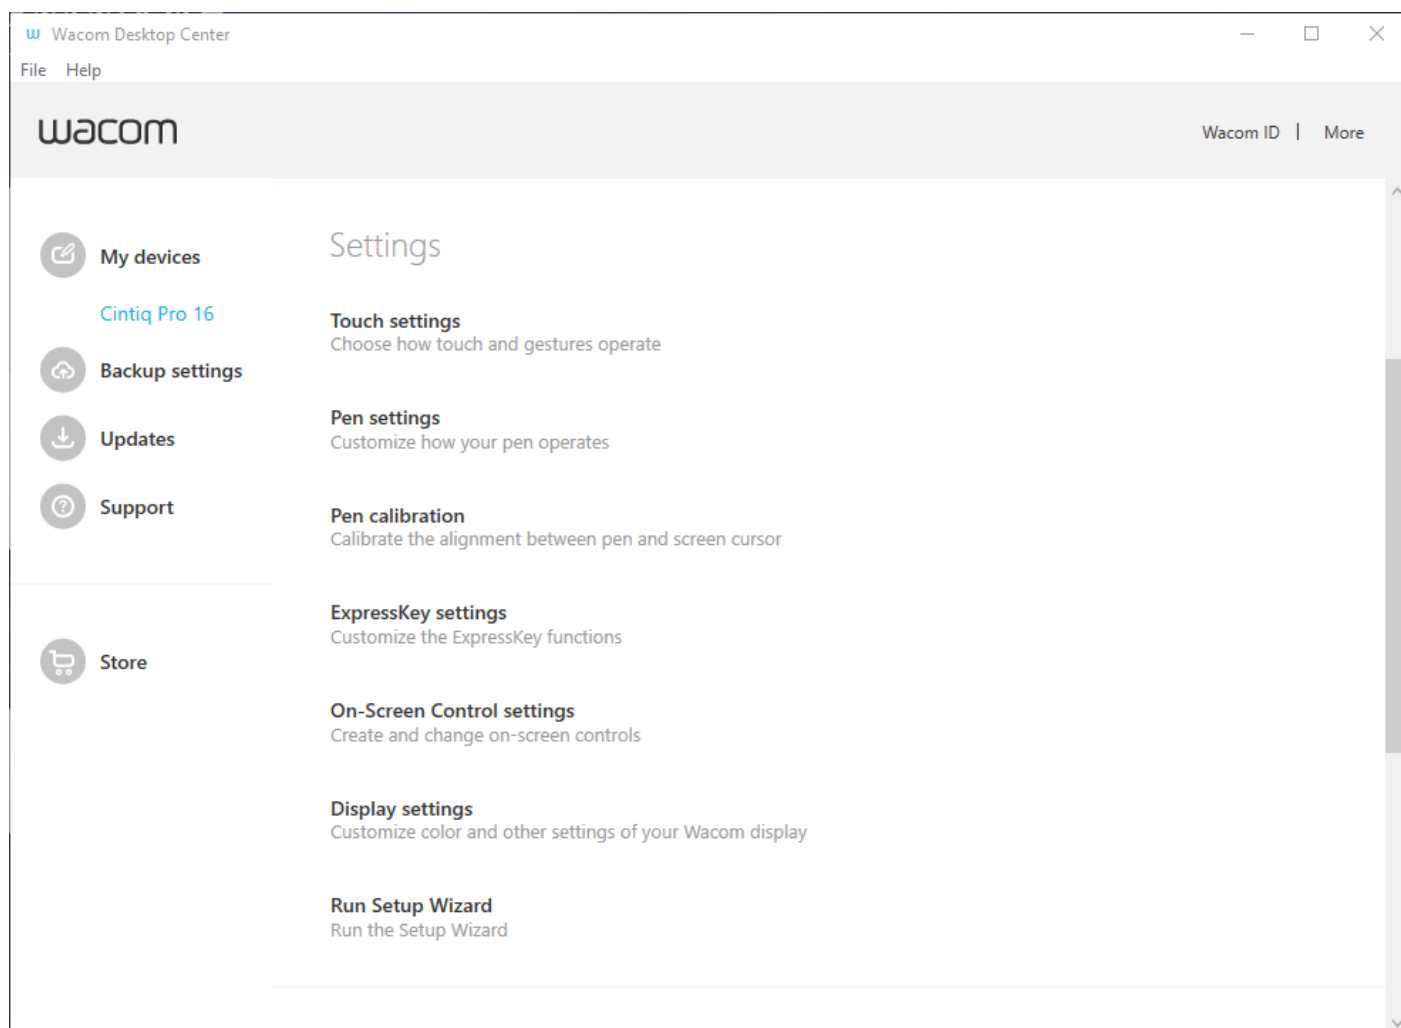 Wacom Desktop Center
File Help
wacom
Wacom ID | More
My devices
Cintiq Pro 16
Backup settings
Updates
Support
Store
Settings
Touch settings
Choose how touch and gestures operate
Pen settings
Customize how your pen operates
Pen calibration
Calibrate the alignment between pen and screen cursor
ExpressKey settings
Customize the ExpressKey functions
On-Screen Control settings
Create and change on-screen controls
Display settings
Customize color and other settings of your Wacom display
Run Setup Wizard
Run the Setup Wizard